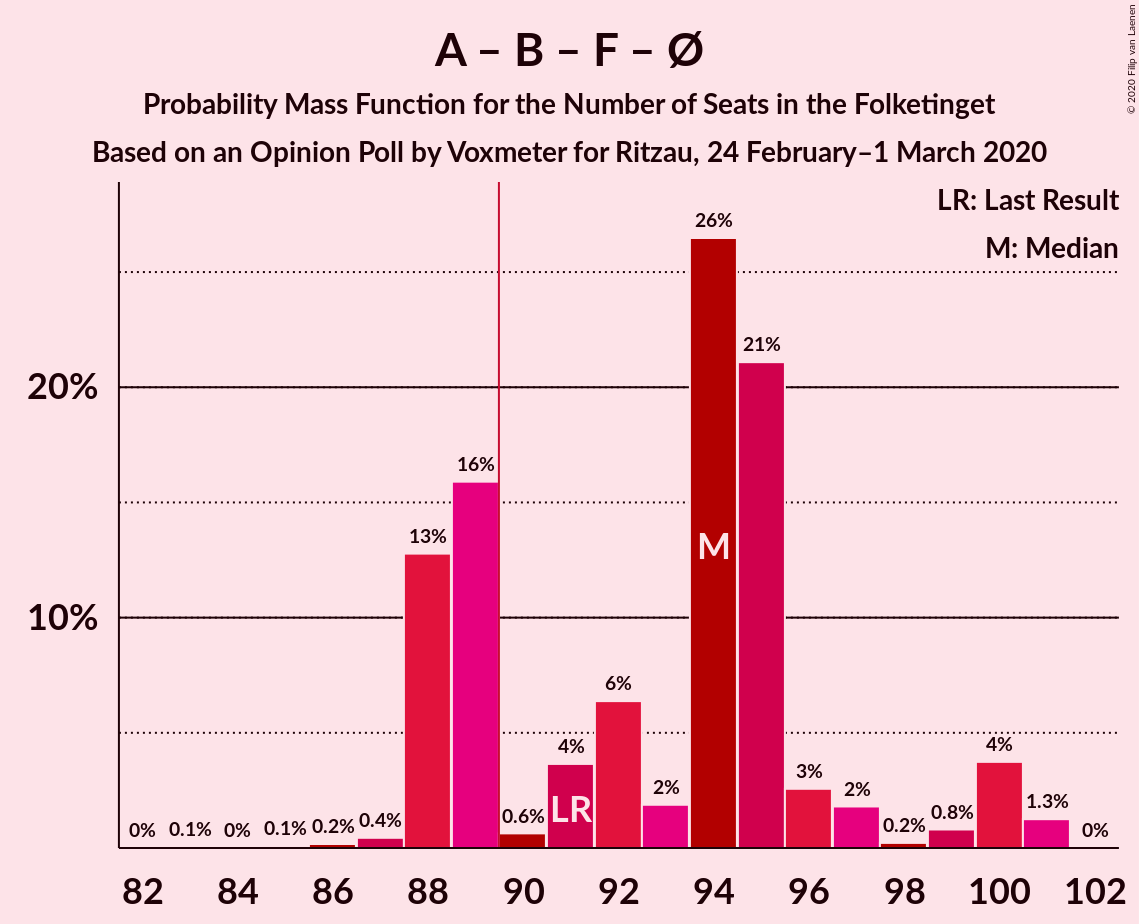 A – B – F – Ø
Probability Mass Function for the Number of Seats in the Folketinget
Based on an Opinion Poll by Voxmeter for Ritzau, 24 February–1 March 2020
© 2020 Filip van Laenen
LR: Last Result
M: Median
20%
10%
0%
0.1%
0%
0.1%
0.2%
0.4%
13%
16%
0.6%
4%
6%
2%
26%
21%
3%
2%
0.2%
0.8%
4%
1.3%
0%
LR
M
82 84 86 88 90 92 94 96 98 100 102